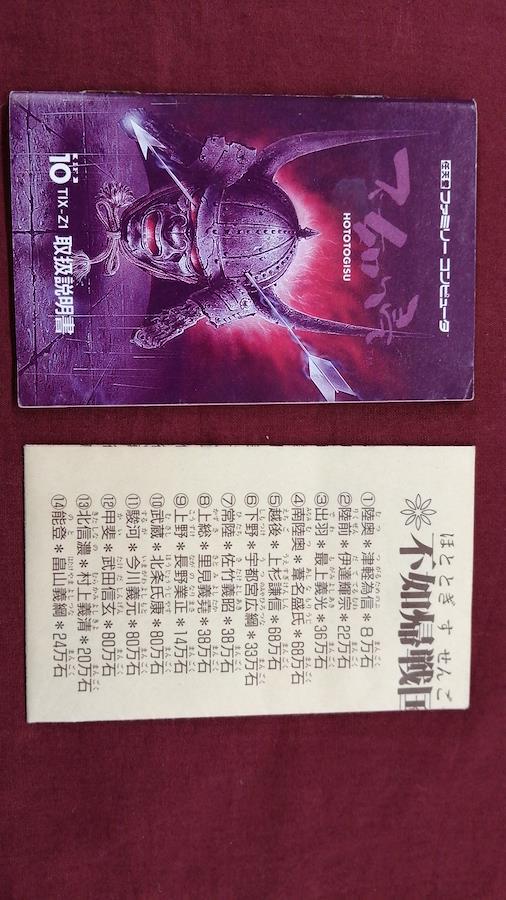 任天堂 ファミリー コンピュータ
不如帰
HOTOTOGISU
10 TIX-Z1 取扱説明書
ほととぎす せんご
不如帰戦
①陸奥＊津軽為信＊8万石
②陸前＊伊達輝宗＊22万石
③出羽＊最上義光＊36万石
④南陸奥＊葦名盛氏＊68万石
⑤越後＊上杉謙信＊68万石
⑥下野＊宇都宮広綱＊33万石
⑦常陸＊佐竹義昭＊38万石
⑧上総＊里見義堯＊38万石
⑨上野＊長野業正＊14万石
⑩武蔵＊北条氏康＊80万石
⑪駿河＊今川義元＊80万石
⑫甲斐＊武田信玄＊80万石
⑬北信濃＊村上義清＊20万石
⑭能登＊畠山義綱＊24万石